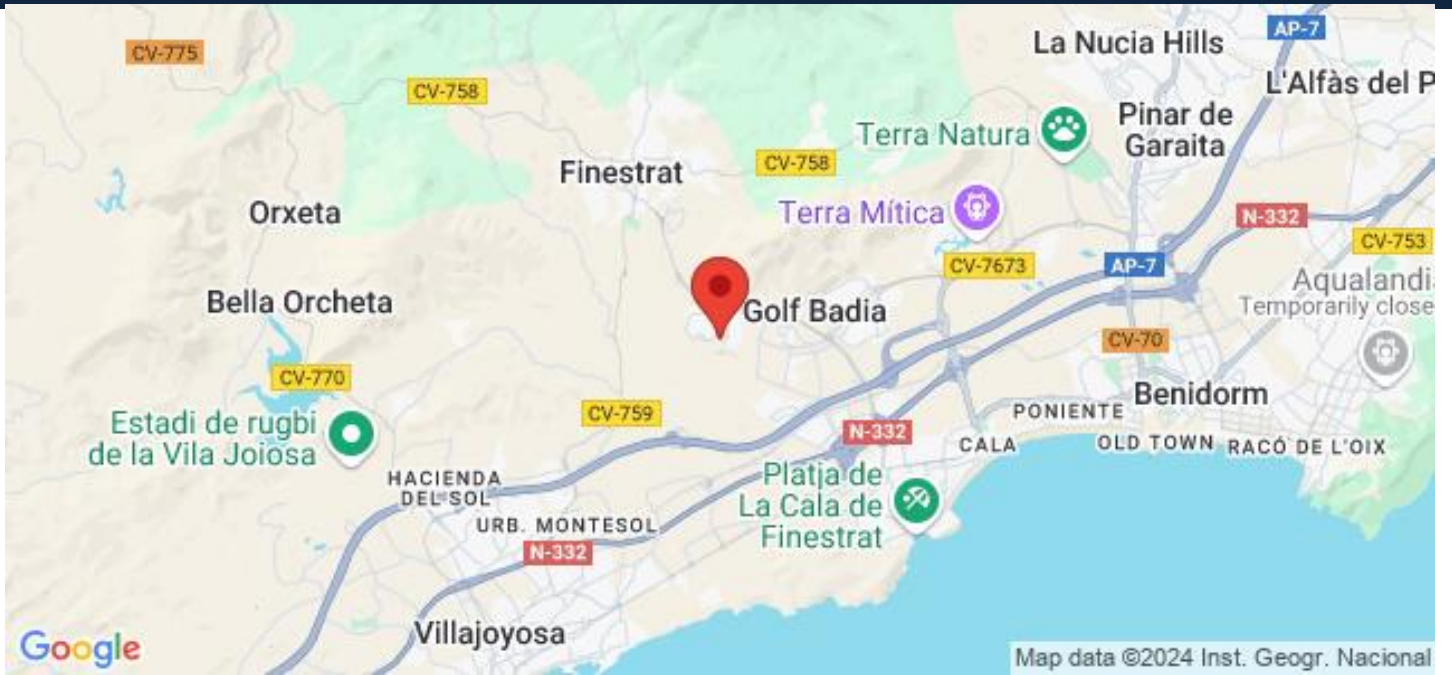 AP-7
La Nucia Hills
CV-775
L'Alfàs del P
CV-758
Pinar de
Garaita
Terra Natura
Finestrat
CV-758
Orxeta
Terra Mítica
N-332
CV-753
CV-7673
AP-7
Aqualandi
Temporarily close
Bella Orcheta
Golf Badia
CV-70
CV-770
Benidorm
CV-759
PONIENTE
Estadi de rugbi
de la Vila Joiosa
N-332
CALA
OLD TOWN
RACÓ DE L'OIX
HACIENDA
DEL SOL
Platja de
La Cala de
Finestrat
URB. MONTESOL
N-332
Villajoyosa
Google
Map data ©2024 Inst. Geogr. Nacional